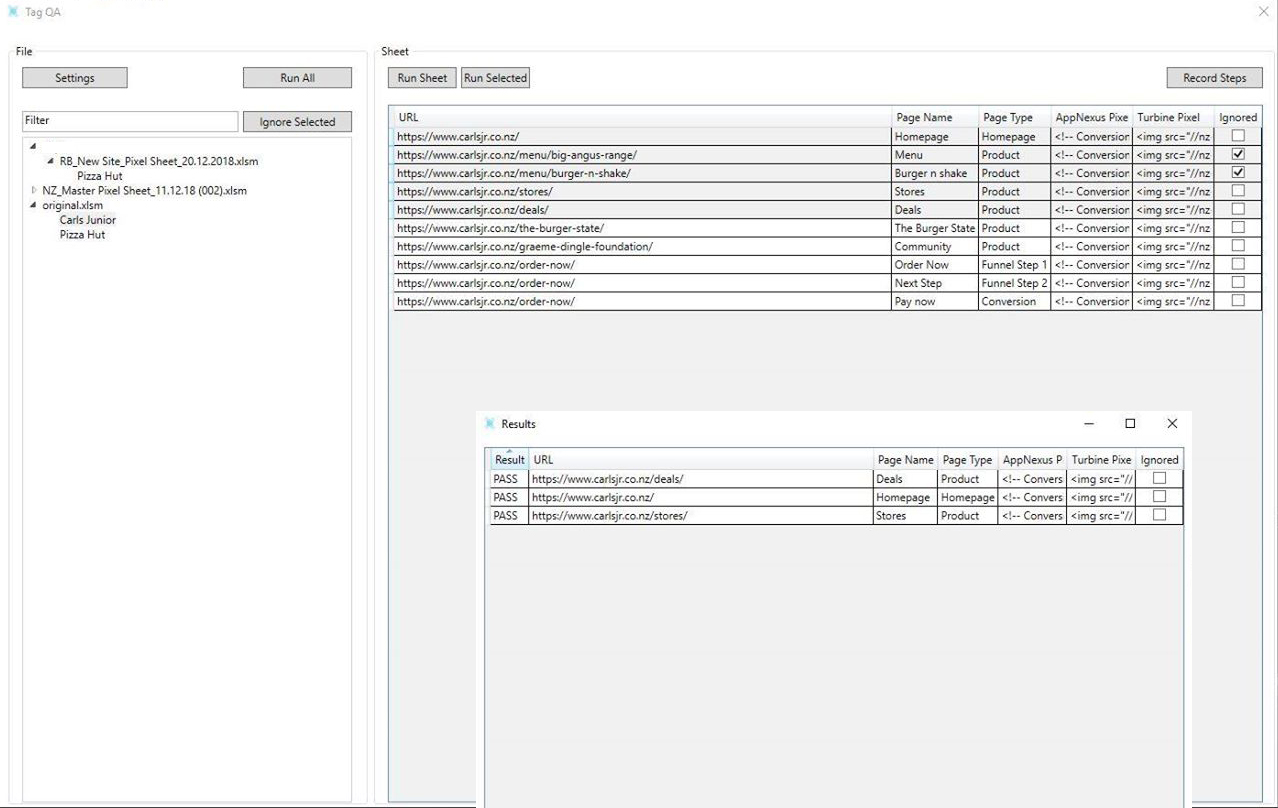 Tag QA
File
Settings
Run All
Filter
Ignore Selected
RB_New Site_Pixel Sheet_20.12.2018.xlsm
Pizza Hut
NZ_Master Pixel Sheet_11.12.18 (002).xlsm
original.xlsm
Carls Junior
Pizza Hut
Sheet
Run Sheet Run Selected Record Steps
URL Page Name Page Type AppNexus Pixe Turbine Pixel Ignored
https://www.carlsjr.co.nz/ Homepage Homepage <!-- Conversion <img src="//nz
https://www.carlsjr.co.nz/menu/big-angus-range/ Menu Product <!-- Conversion <img src="//nz
https://www.carlsjr.co.nz/menu/burger-n-shake/ Burger n shake Product <!-- Conversion <img src="//nz
https://www.carlsjr.co.nz/stores/ Stores Product <!-- Conversion <img src="//nz
https://www.carlsjr.co.nz/deals/ Deals Product <!-- Conversion <img src="//nz
https://www.carlsjr.co.nz/the-burger-state/ The Burger State Product <!-- Conversion <img src="//nz
https://www.carlsjr.co.nz/graeme-dingle-foundation/ Community Product <!-- Conversion <img src="//nz
https://www.carlsjr.co.nz/order-now/ Order Now Funnel Step 1 <!-- Conversion <img src="//nz
https://www.carlsjr.co.nz/order-now/ Next Step Funnel Step 2 <!-- Conversion <img src="//nz
https://www.carlsjr.co.nz/order-now/ Pay now Conversion <!-- Conversion <img src="//nz
Results
Result URL Page Name Page Type AppNexus P Turbine Pixe Ignored
PASS https://www.carlsjr.co.nz/deals/ Deals Product <!-- Convers <img src="//
PASS https://www.carlsjr.co.nz/ Homepage Homepage <!-- Convers <img src="//
PASS https://www.carlsjr.co.nz/stores/ Stores Product <!-- Convers <img src="//